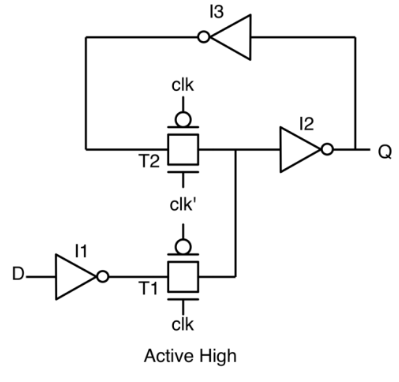 I3
clk
I2
T2
Q
clk'
I1
D
T1
clk
Active High